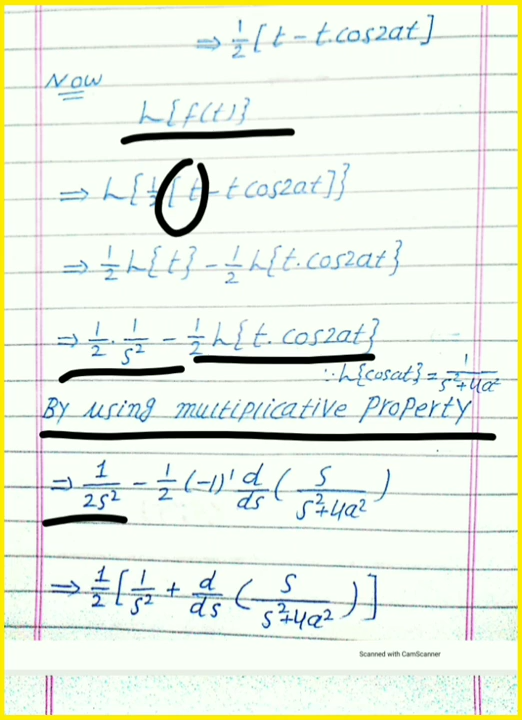 ⇒ 1/2 [t - t.cos2at]
Now
L{f(t)}
⇒ L{1/2 [t - t cos2at]}
⇒ 1/2 L{t} - 1/2 L{t.cos2at}
⇒ 1/2 . 1/s² - 1/2 L{t. cos2at}
∵ L{cosat} = 1/s²+4a²
By using multiplicative Property
⇒ 1/2s² - 1/2 (-1)' d/ds (s/s²+4a²)
⇒ 1/2 [1/s² + d/ds (s/s²+4a²)]
Scanned with CamScanner